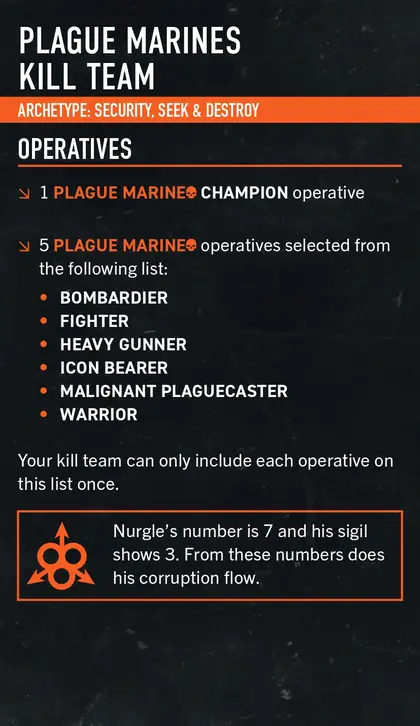 PLAGUE MARINES
KILL TEAM
ARCHETYPE: SECURITY, SEEK & DESTROY
OPERATIVES
1 PLAGUE MARINE CHAMPION operative
5 PLAGUE MARINE operatives selected from
the following list:
BOMBARDIER
FIGHTER
HEAVY GUNNER
ICON BEARER
MALIGNANT PLAGUECASTER
WARRIOR
Your kill team can only include each operative on
this list once.
Nurgle’s number is 7 and his sigil
shows 3. From these numbers does
his corruption flow.